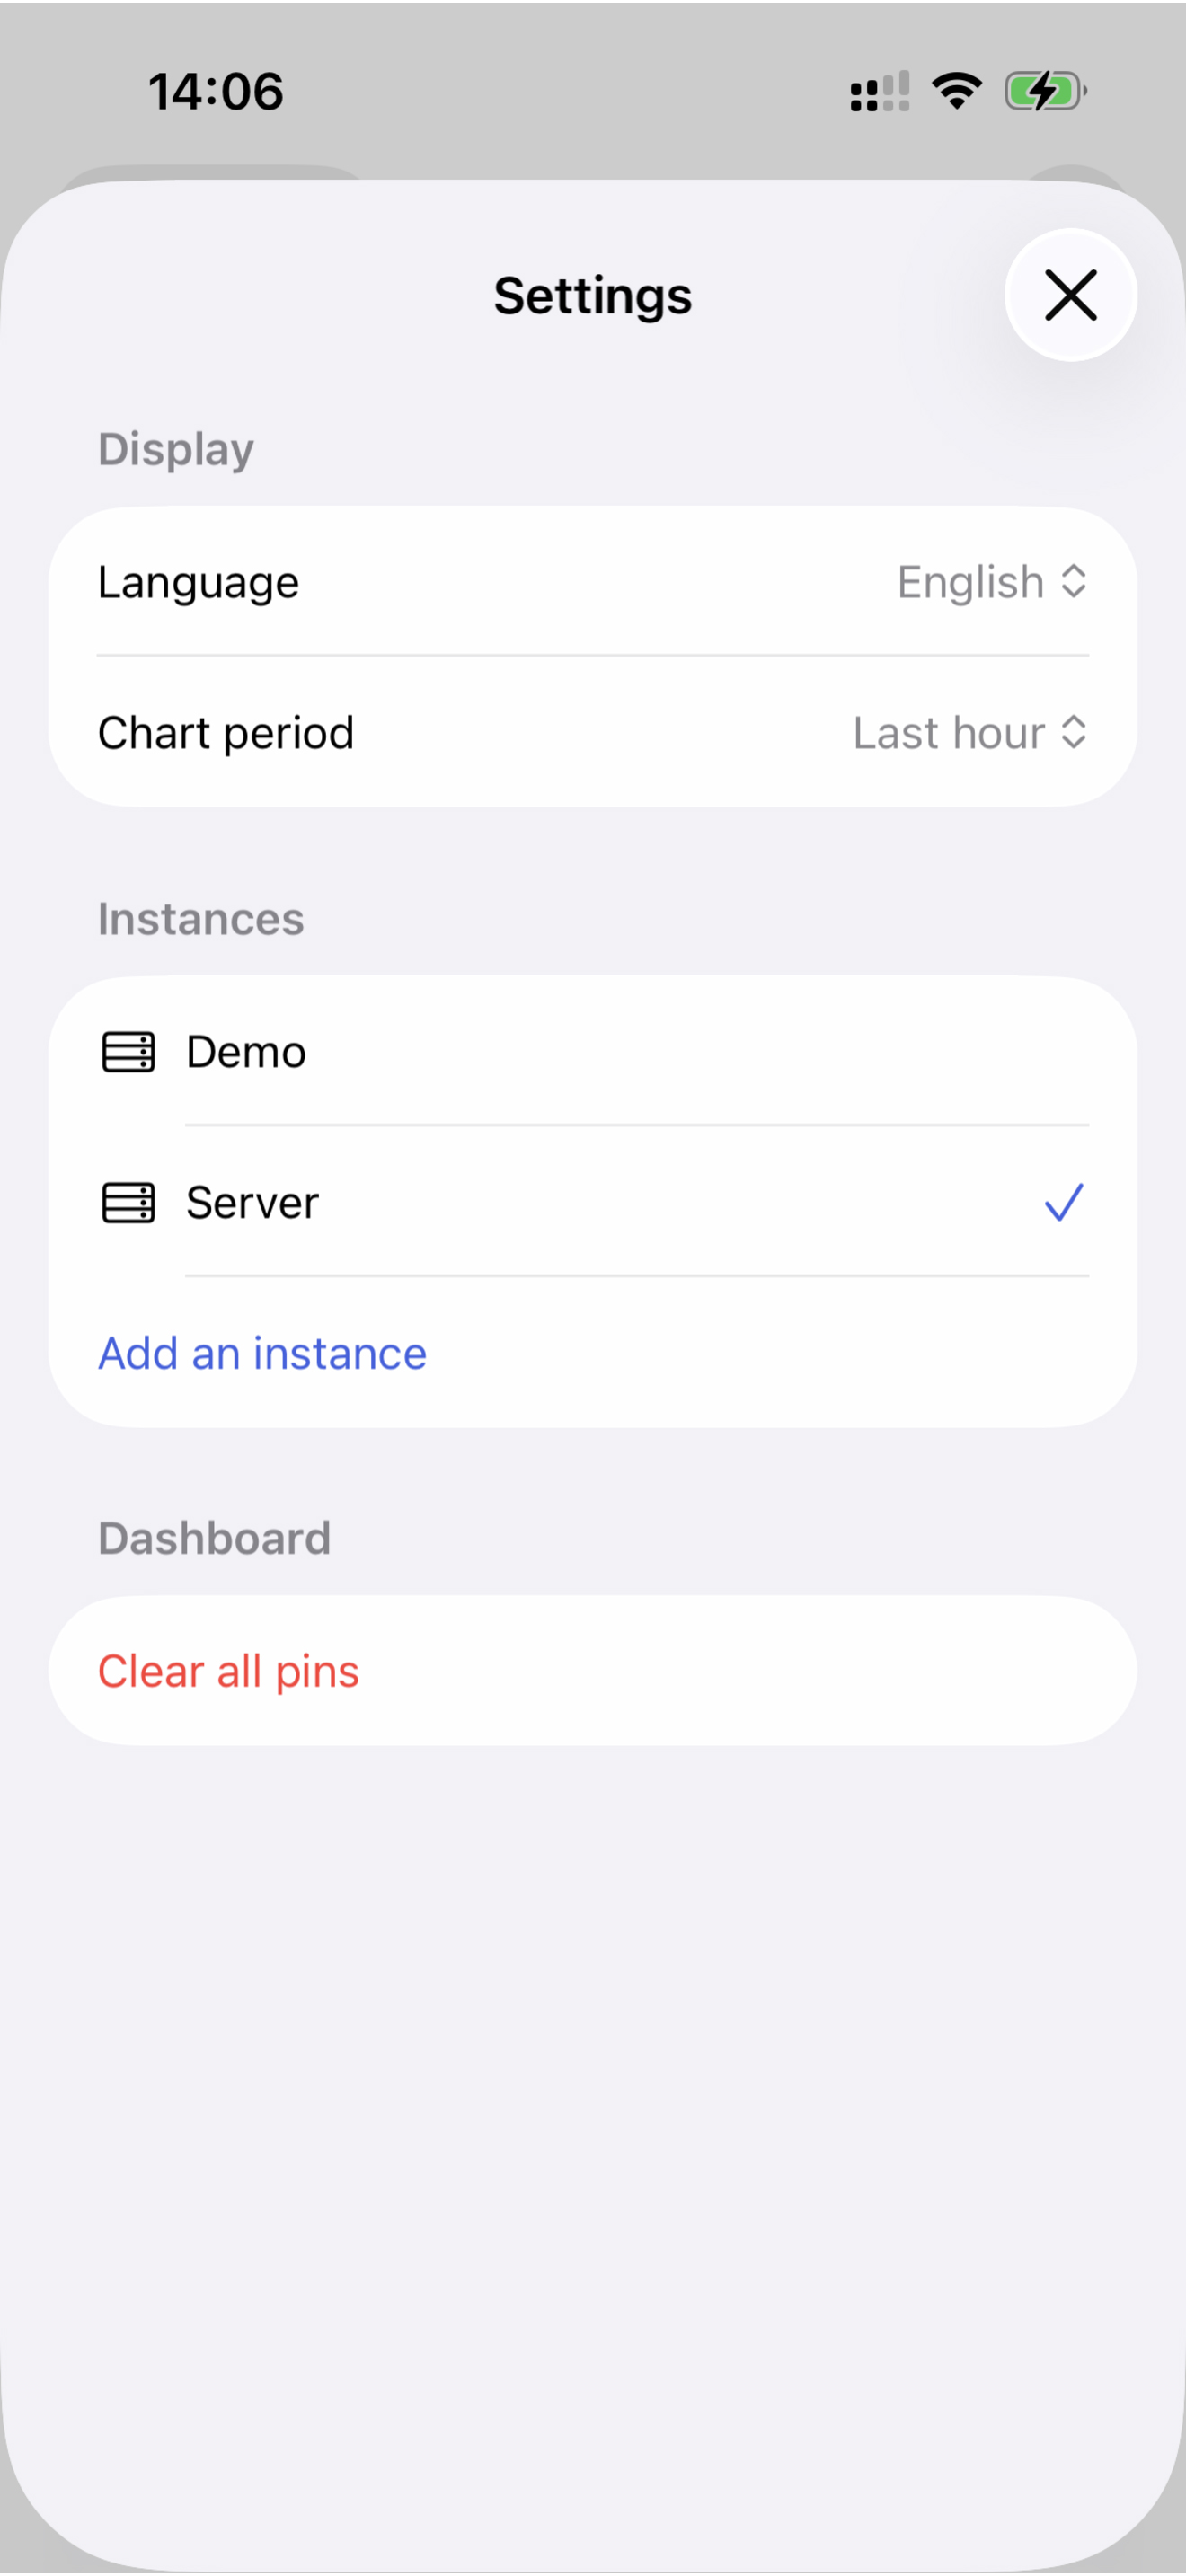 14:06
Settings
Display
Language English
Chart period Last hour
Instances
Demo
Server
Add an instance
Dashboard
Clear all pins